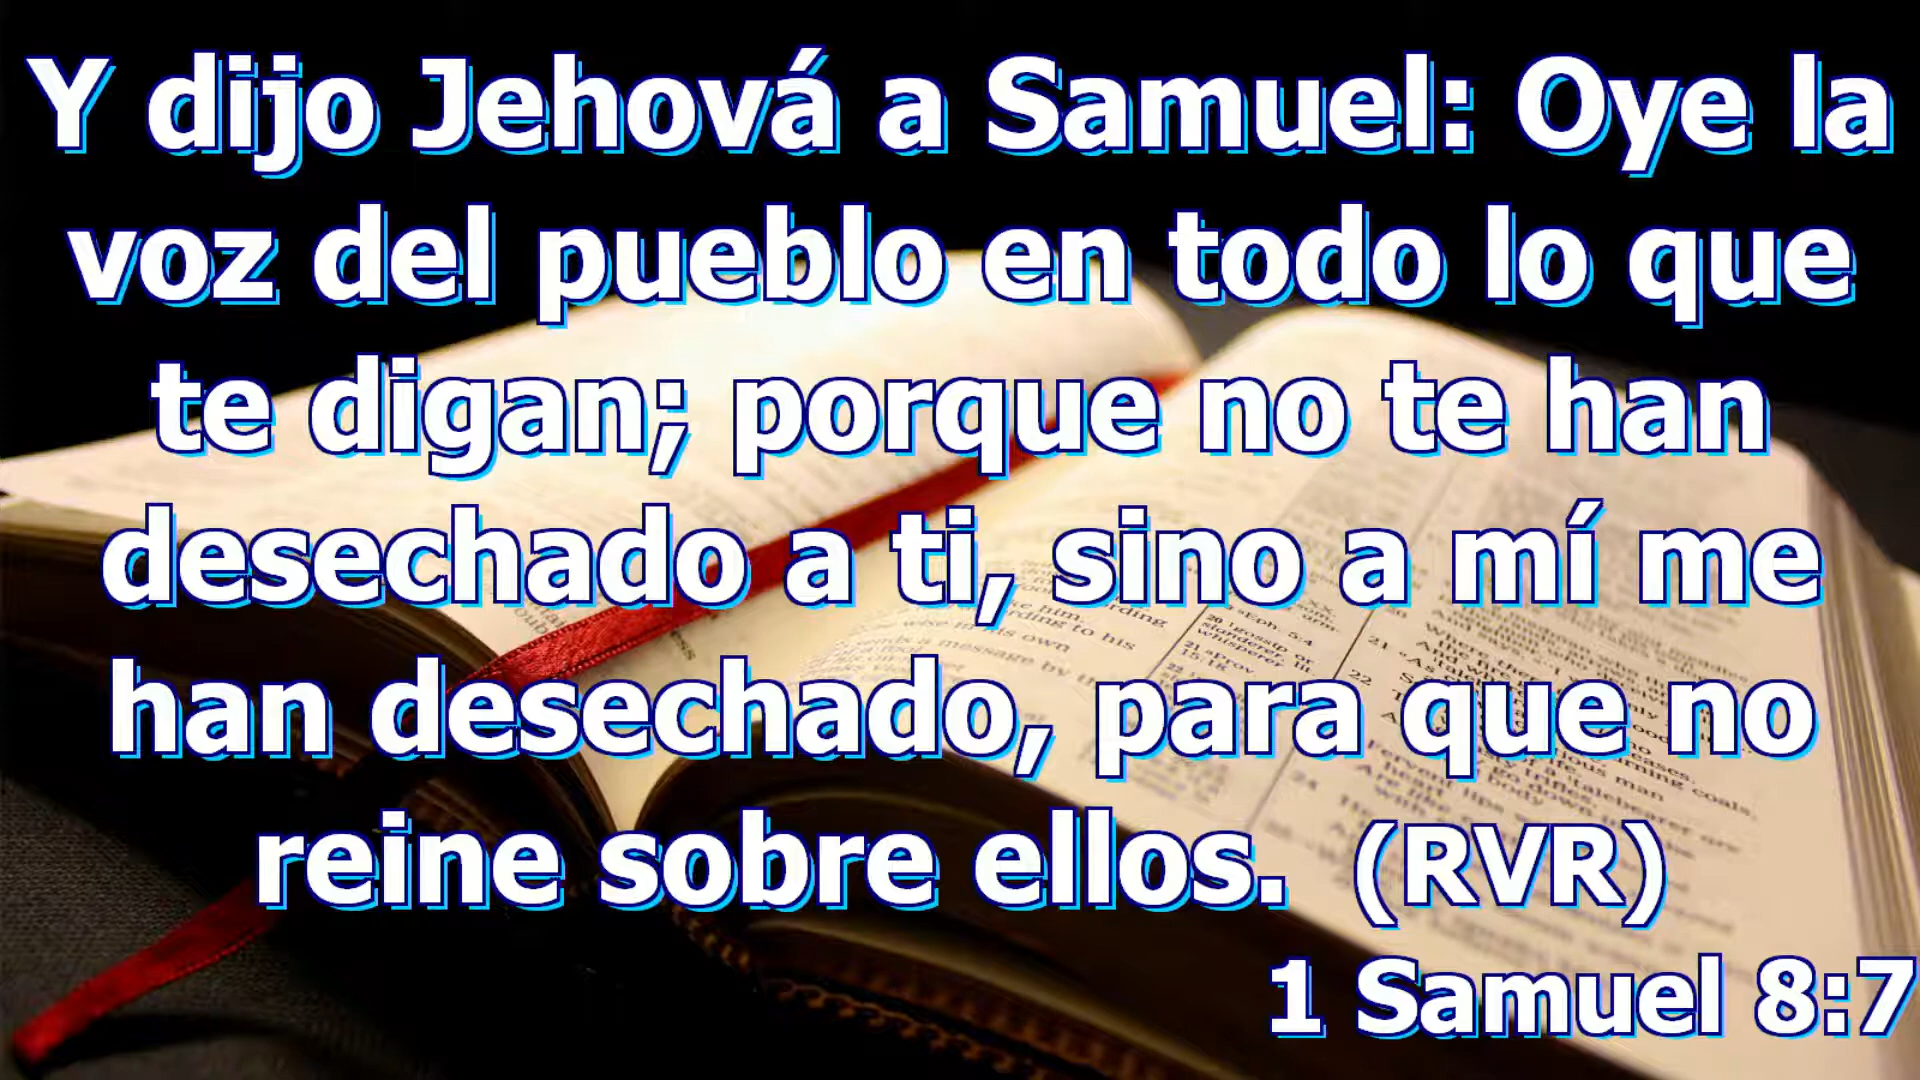 Y dijo Jehová a Samuel: Oye la
voz del pueblo en todo lo que
te digan; porque no te han
desechado a ti, sino a mí me
han desechado, para que no
reine sobre ellos. (RVR)
1 Samuel 8:7